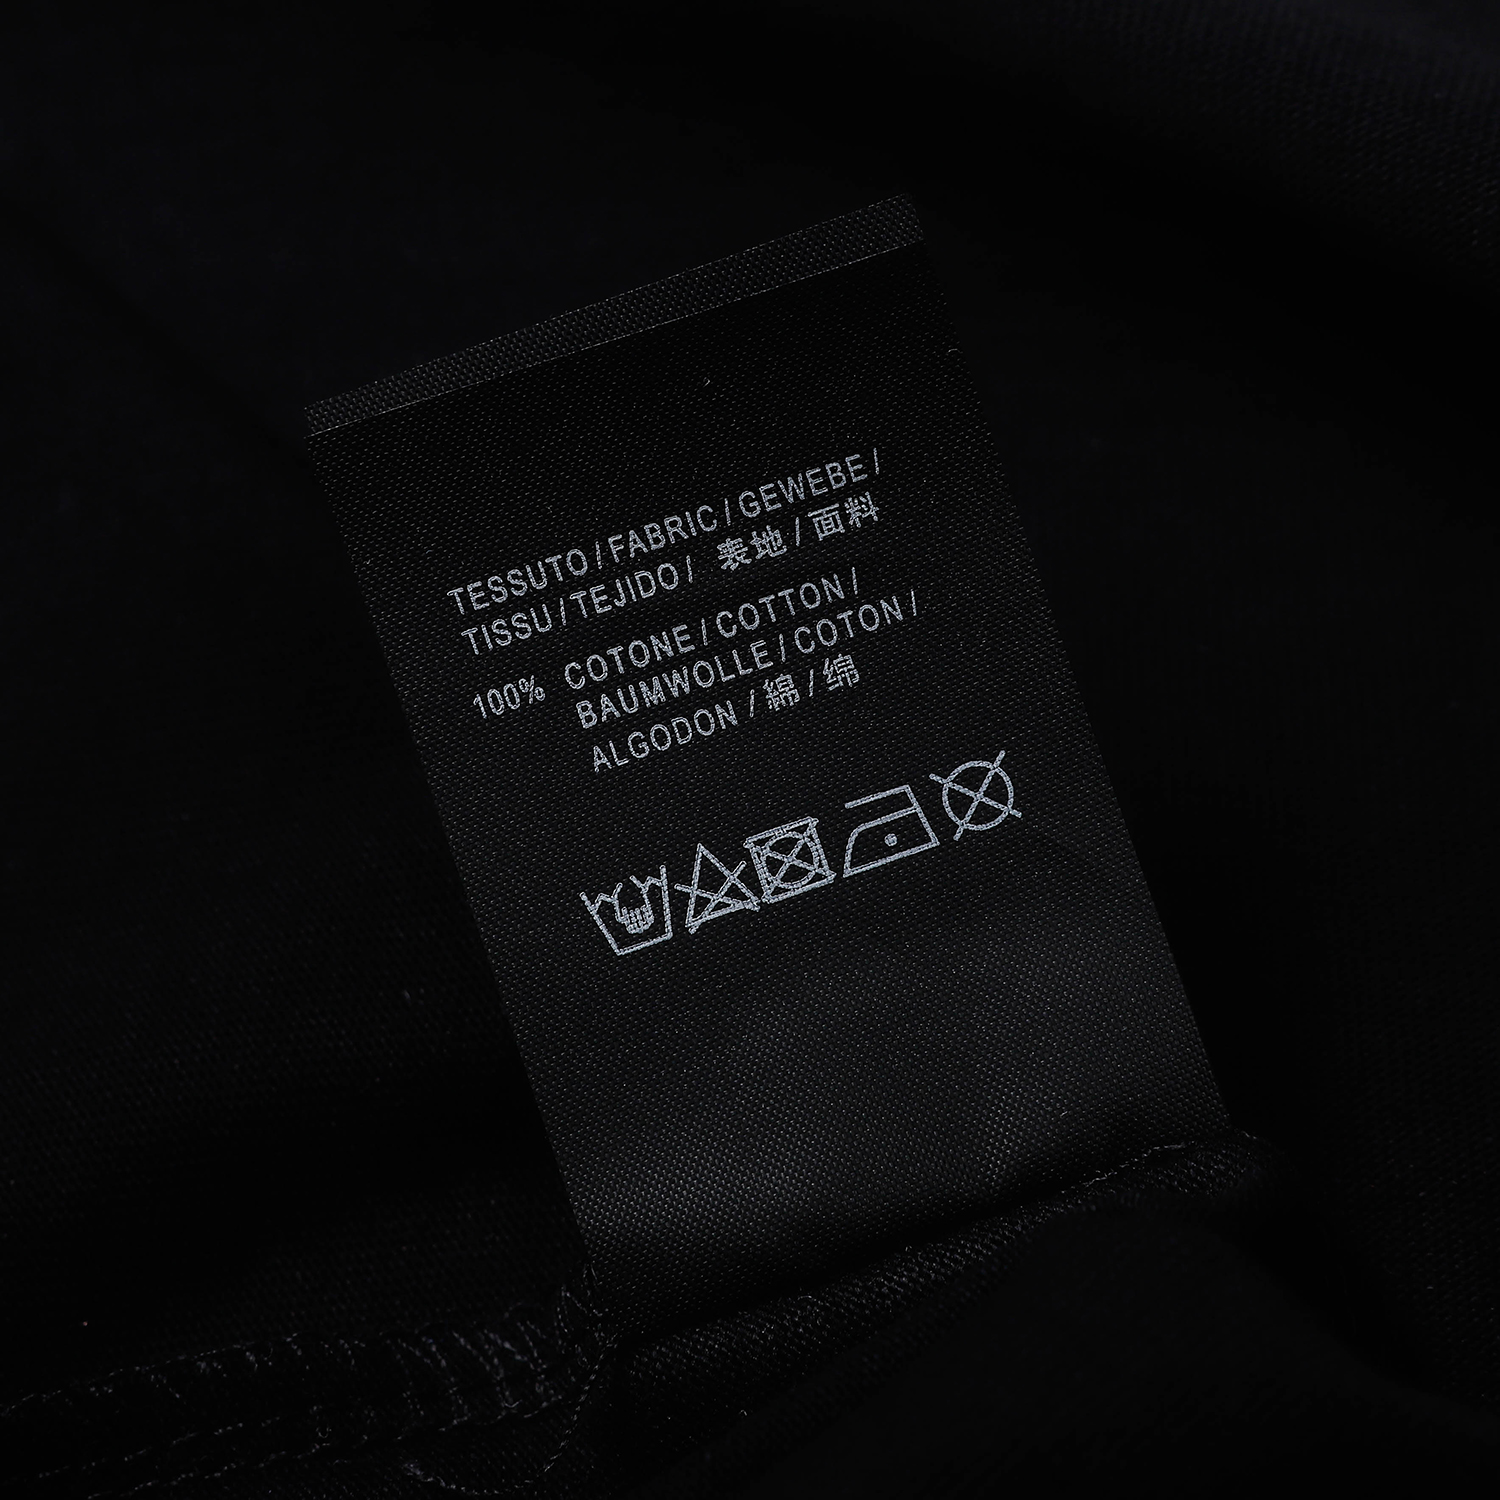 TESSUTO / FABRIC / GEWEBE /
TISSU / TEJIDO / 表地 / 面料
100% COTONE / COTTON /
BAUMWOLLE / COTON /
ALGODON / 綿 / 绵